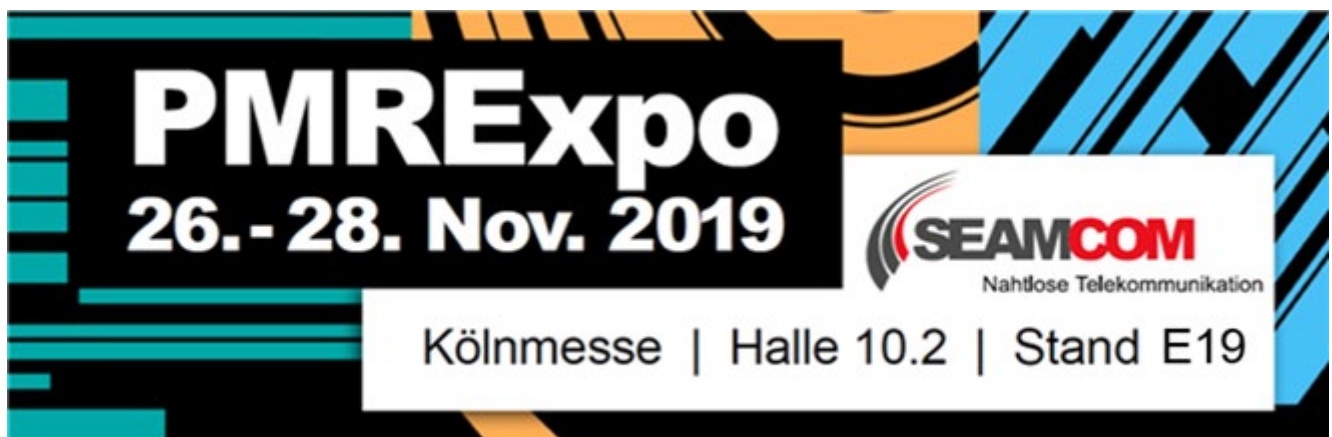 PMRExpo
26.- 28. Nov. 2019
SEAMCOM
Nahtlose Telekommunikation
Kölnmesse | Halle 10.2 | Stand E19